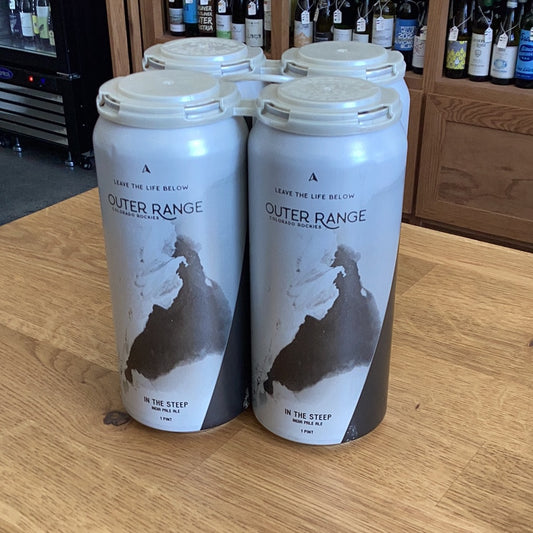 A
LEAVE THE LIFE BELOW
OUTER RANGE
COLORADO ROCKIES
IN THE STEEP
INDIA PALE ALE
1 PINT
A
LEAVE THE LIFE BELOW
OUTER RANGE
COLORADO ROCKIES
IN THE STEEP
INDIA PALE ALE
1 PINT